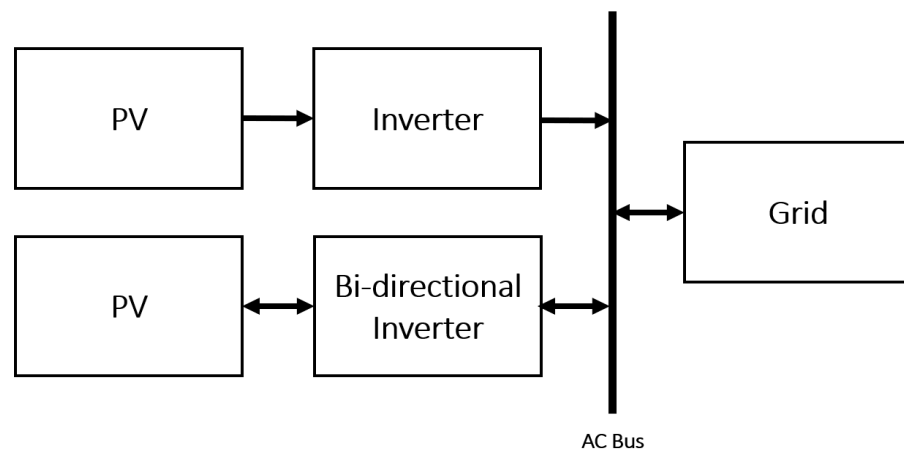 PV
Inverter
Grid
PV
Bi-directional
Inverter
AC Bus